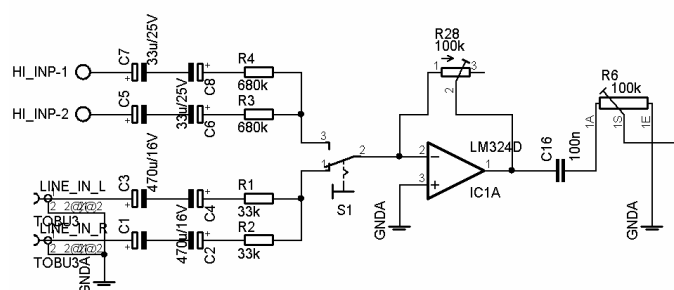 HI_INP-1
C7
33u/25V
C8
R4
680k
HI_INP-2
C5
33u/25V
C6
R3
680k
LINE_IN_L
TOBU3
C3
470u/16V
C4
R1
33k
LINE_IN_R
TOBU3
C1
470u/16V
C2
R2
33k
GNDA
3
1
2
S1
R28
100k
1
3
2
2
3
1
LM324D
IC1A
GNDA
C16
100n
R6
100k
1A
1S
1E
GNDA